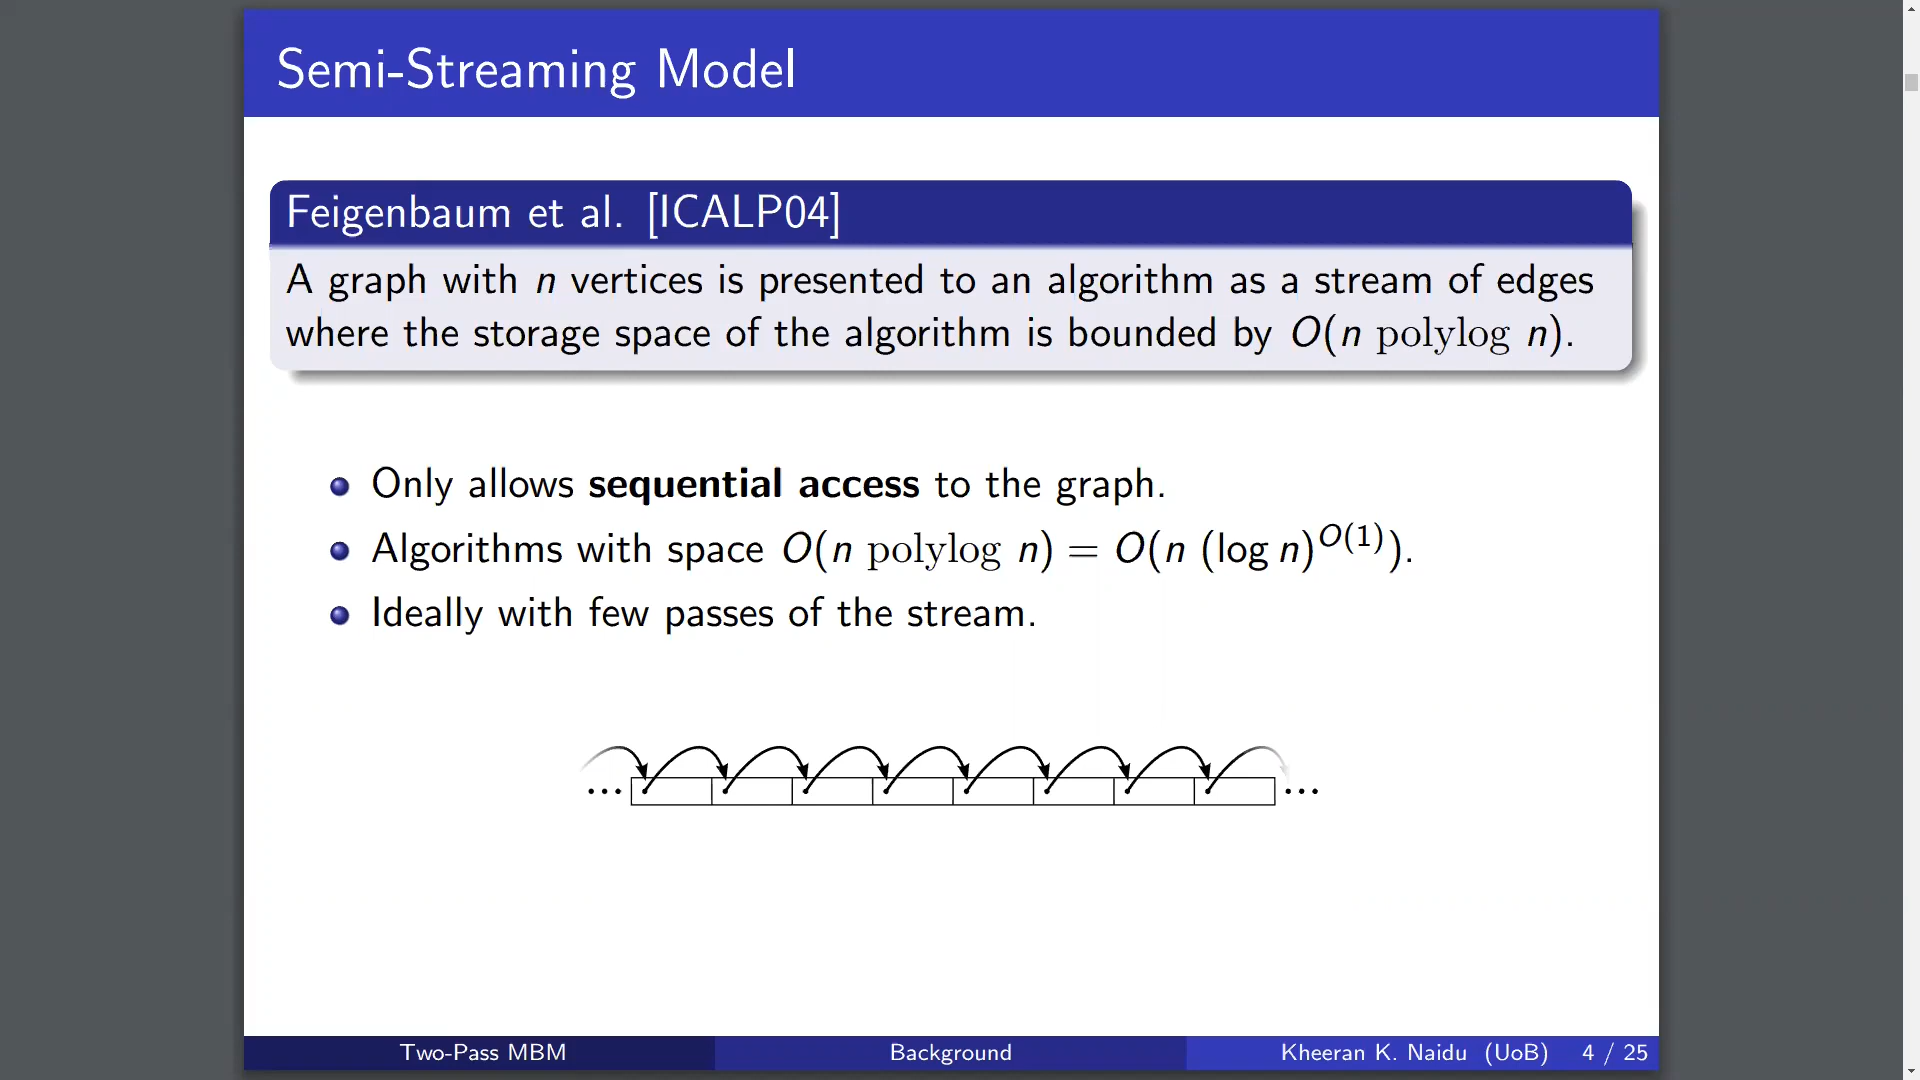 Semi-Streaming Model
Feigenbaum et al. [ICALP04]
A graph with n vertices is presented to an algorithm as a stream of edges
where the storage space of the algorithm is bounded by O(n polylog n).
Only allows sequential access to the graph.
Algorithms with space O(n polylog n) = O(n (log n)^{O(1)}).
Ideally with few passes of the stream.
... ...
Two-Pass MBM Background Kheeran K. Naidu (UoB) 4 / 25